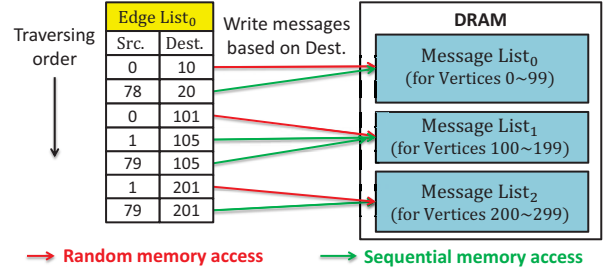 Traversing
order
Edge List₀
Src. Dest.
0 10
78 20
0 101
1 105
79 105
1 201
79 201
Write messages
based on Dest.
DRAM
Message List₀
(for Vertices 0~99)
Message List₁
(for Vertices 100~199)
Message List₂
(for Vertices 200~299)
Random memory access
Sequential memory access